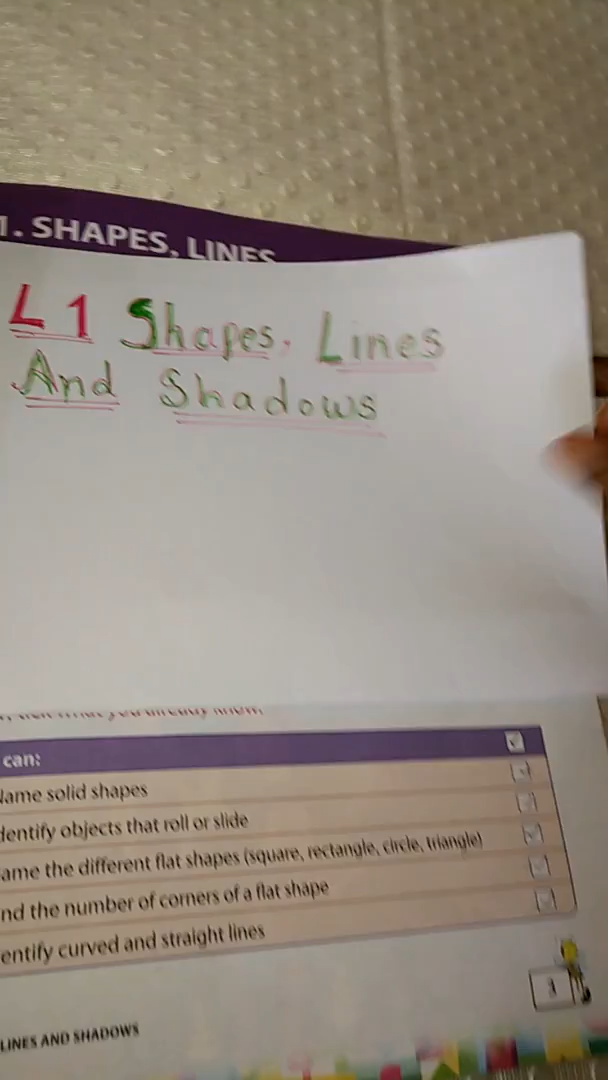 1. SHAPES, LINES
L 1 Shapes, Lines
And Shadows
can:
Name solid shapes
dentify objects that roll or slide
ame the different flat shapes (square, rectangle, circle, triangle)
nd the number of corners of a flat shape
entify curved and straight lines
3
LINES AND SHADOWS